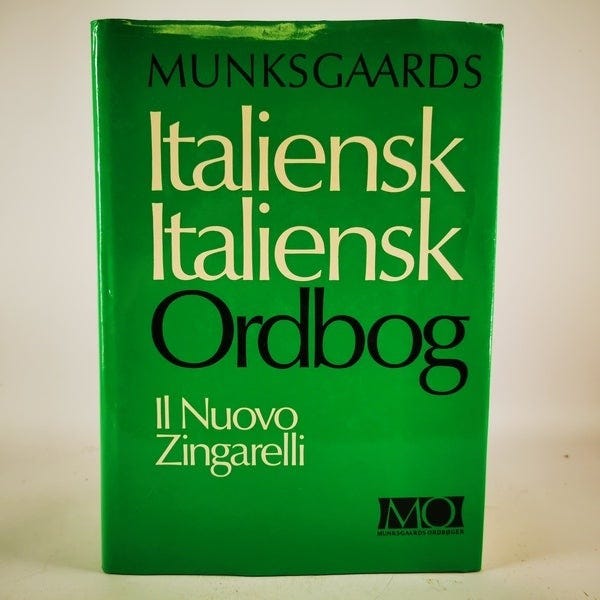 MUNKSGAARDS
Italiensk
Italiensk
Ordbog
Il Nuovo
Zingarelli
MO
MUNKSGAARDS ORDBØGER